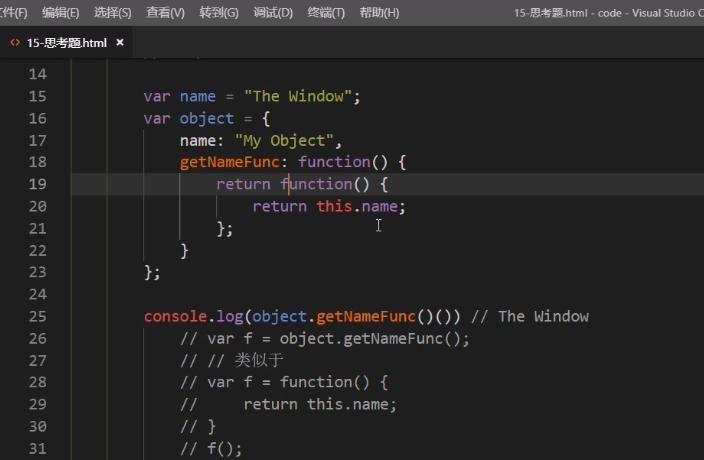 文件(F) 编辑(E) 选择(S) 查看(V) 转到(G) 调试(D) 终端(T) 帮助(H) 15-思考题.html - code - Visual Studio C
15-思考题.html ×
14
15 var name = "The Window";
16 var object = {
17 name: "My Object",
18 getNameFunc: function() {
19 return function() {
20 return this.name;
21 };
22 }
23 };
24
25 console.log(object.getNameFunc()()) // The Window
26 // var f = object.getNameFunc();
27 // // 类似于
28 // var f = function() {
29 // return this.name;
30 // }
31 // f();